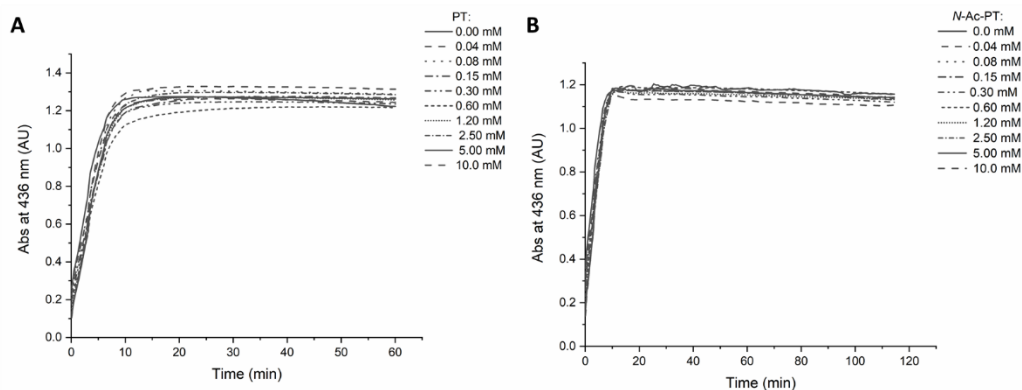 A
PT:
0.00 mM
0.04 mM
0.08 mM
0.15 mM
0.30 mM
0.60 mM
1.20 mM
2.50 mM
5.00 mM
10.0 mM
Abs at 436 nm (AU)
1.4
1.2
1.0
0.8
0.6
0.4
0.2
0.0
0 10 20 30 40 50 60
Time (min)
B
N-Ac-PT:
0.0 mM
0.04 mM
0.08 mM
0.15 mM
0.30 mM
0.60 mM
1.20 mM
2.50 mM
5.00 mM
10.0 mM
Abs at 436 nm (AU)
1.2
1.0
0.8
0.6
0.4
0.2
0.0
0 20 40 60 80 100 120
Time (min)